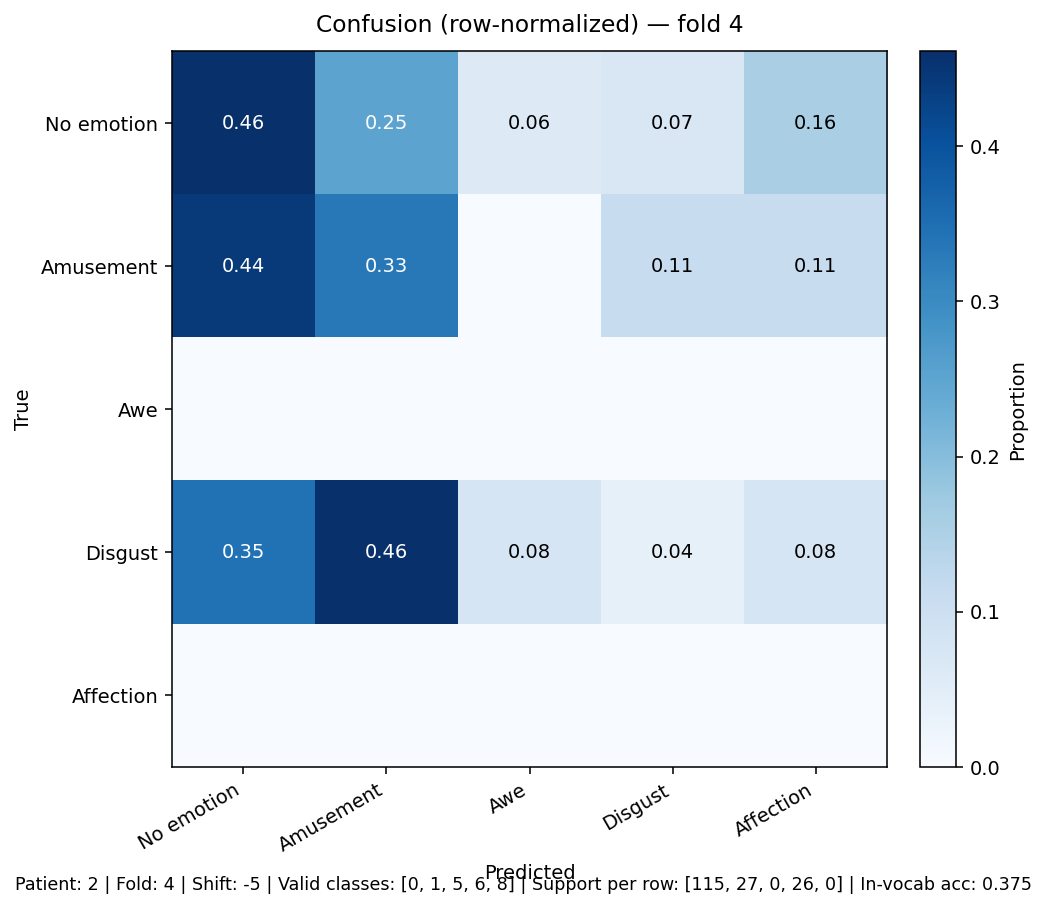 Confusion (row-normalized) — fold 4
No emotion 0.46 0.25 0.06 0.07 0.16
Amusement 0.44 0.33 0.11 0.11
Awe
Disgust 0.35 0.46 0.08 0.04 0.08
Affection
True
No emotion Amusement Awe Disgust Affection
Predicted
0.4
0.3
0.2
0.1
0.0
Proportion
Patient: 2 | Fold: 4 | Shift: -5 | Valid classes: [0, 1, 5, 6, 8] | Support per row: [115, 27, 0, 26, 0] | In-vocab acc: 0.375